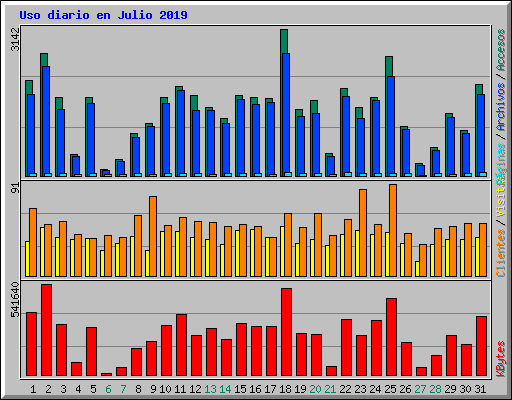 Uso diario en Julio 2019
3142
91
541640
Clientes / visitas
Páginas / Archivos / Accesos
KBytes
1 2 3 4 5 6 7 8 9 10 11 12 13 14 15 16 17 18 19 20 21 22 23 24 25 26 27 28 29 30 31